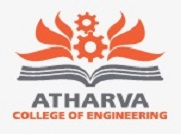 ATHARVA
COLLEGE OF ENGINEERING